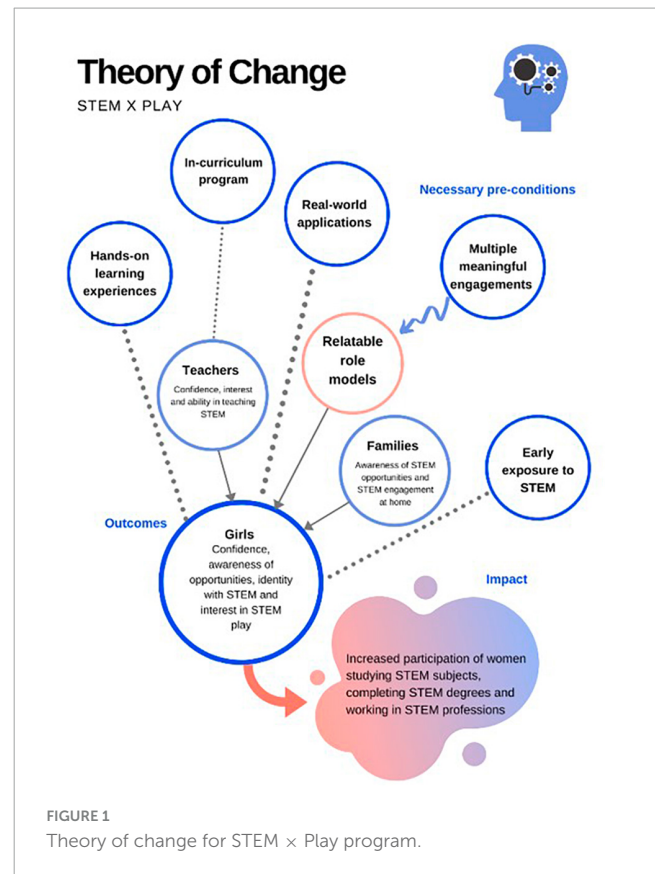 Theory of Change
STEM X PLAY
In-curriculum
program
Real-world
applications
Necessary pre-conditions
Hands-on
learning
experiences
Multiple
meaningful
engagements
Relatable
role
models
Teachers
Confidence, interest
and ability in teaching
STEM
Families
Awareness of STEM
opportunities and
STEM engagement
at home
Early
exposure to
STEM
Outcomes
Girls
Confidence,
awareness of
opportunities, identity
with STEM and
interest in STEM
play
Impact
Increased participation of women
studying STEM subjects,
completing STEM degrees and
working in STEM professions
FIGURE 1
Theory of change for STEM × Play program.